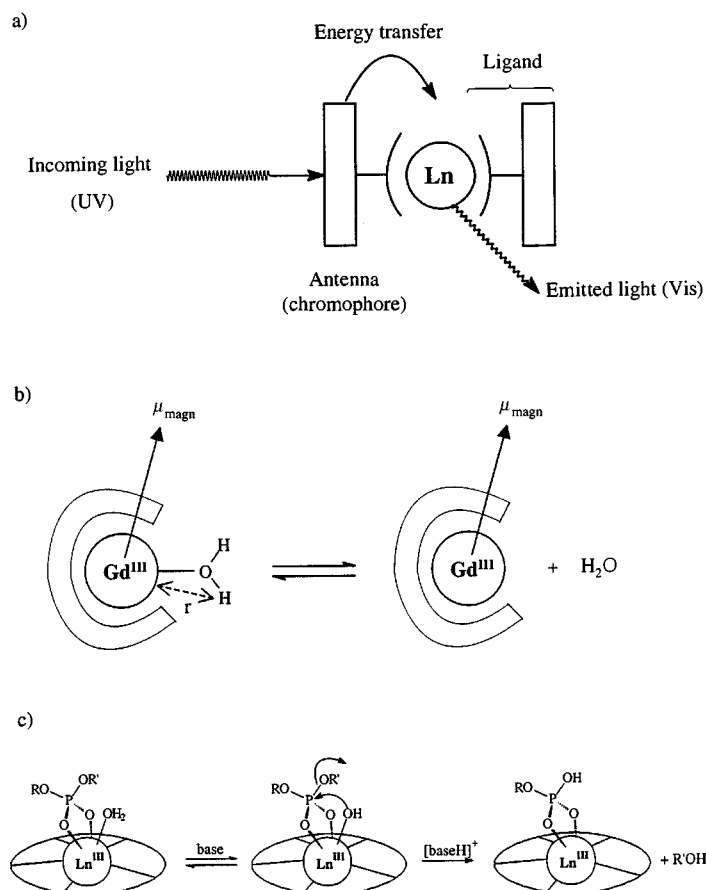 a)
Energy transfer
Ligand
Incoming light
(UV)
Ln
Antenna
(chromophore)
Emitted light (Vis)
b)
μmagn
μmagn
GdIII
O
H
H
r
GdIII
+ H2O
c)
RO
OR'
P
O
O
OH2
LnIII
base
RO
OR'
P
O
O
OH
LnIII
[baseH]+
RO
OH
P
O
O
LnIII
+ R'OH